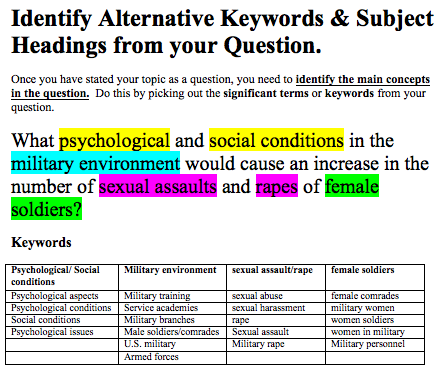 Identify Alternative Keywords & Subject
Headings from your Question.
Once you have stated your topic as a question, you need to identify the main concepts
in the question. Do this by picking out the significant terms or keywords from your
question.
What psychological and social conditions in the
military environment would cause an increase in the
number of sexual assaults and rapes of female
soldiers?
Keywords
Psychological/ Social conditions Military environment sexual assault/rape female soldiers
Psychological aspects Military training sexual abuse female comrades
Psychological conditions Service academies sexual harassment military women
Social conditions Military branches rape women soldiers
Psychological issues Male soldiers/comrades Sexual assault women in military
U.S. military Military rape Military personnel
Armed forces